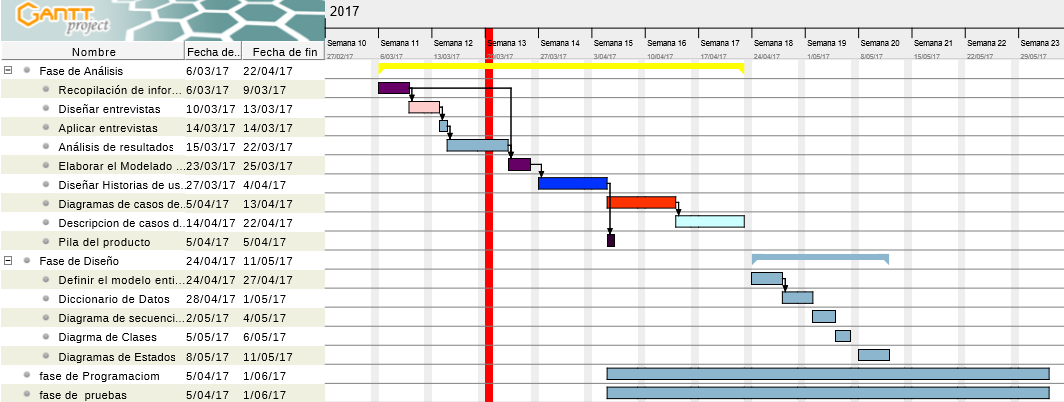 GANTT
project
2017
Nombre Fecha de.. Fecha de fin
Semana 10 Semana 11 Semana 12 Semana 13 Semana 14 Semana 15 Semana 16 Semana 17 Semana 18 Semana 19 Semana 20 Semana 21 Semana 22 Semana 23
27/02/17 6/03/17 13/03/17 /03/17 27/03/17 3/04/17 10/04/17 17/04/17 24/04/17 1/05/17 8/05/17 15/05/17 22/05/17 29/05/17
Fase de Análisis 6/03/17 22/04/17
Recopilación de infor... 6/03/17 9/03/17
Diseñar entrevistas 10/03/17 13/03/17
Aplicar entrevistas 14/03/17 14/03/17
Análisis de resultados 15/03/17 22/03/17
Elaborar el Modelado ... 23/03/17 25/03/17
Diseñar Historias de us.. 27/03/17 4/04/17
Diagramas de casos de.. 5/04/17 13/04/17
Descripcion de casos d.. 14/04/17 22/04/17
Pila del producto 5/04/17 5/04/17
Fase de Diseño 24/04/17 11/05/17
Definir el modelo enti... 24/04/17 27/04/17
Diccionario de Datos 28/04/17 1/05/17
Diagrama de secuenci... 2/05/17 4/05/17
Diagrma de Clases 5/05/17 6/05/17
Diagramas de Estados 8/05/17 11/05/17
fase de Programaciom 5/04/17 1/06/17
fase de pruebas 5/04/17 1/06/17